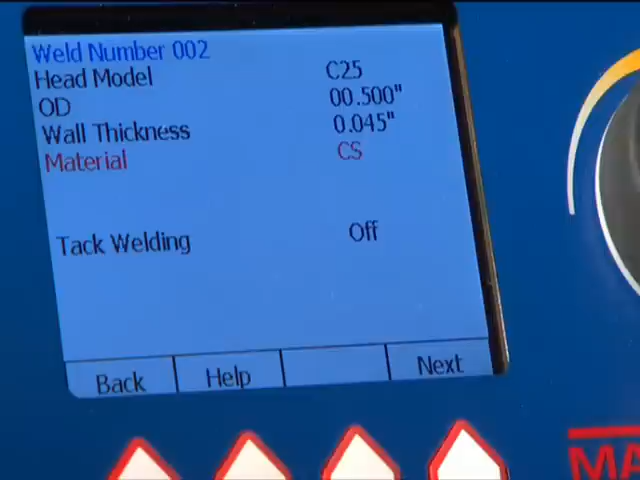 Weld Number 002
Head Model C25
OD 00.500"
Wall Thickness 0.045"
Material CS
Tack Welding Off
Back Help Next
MA